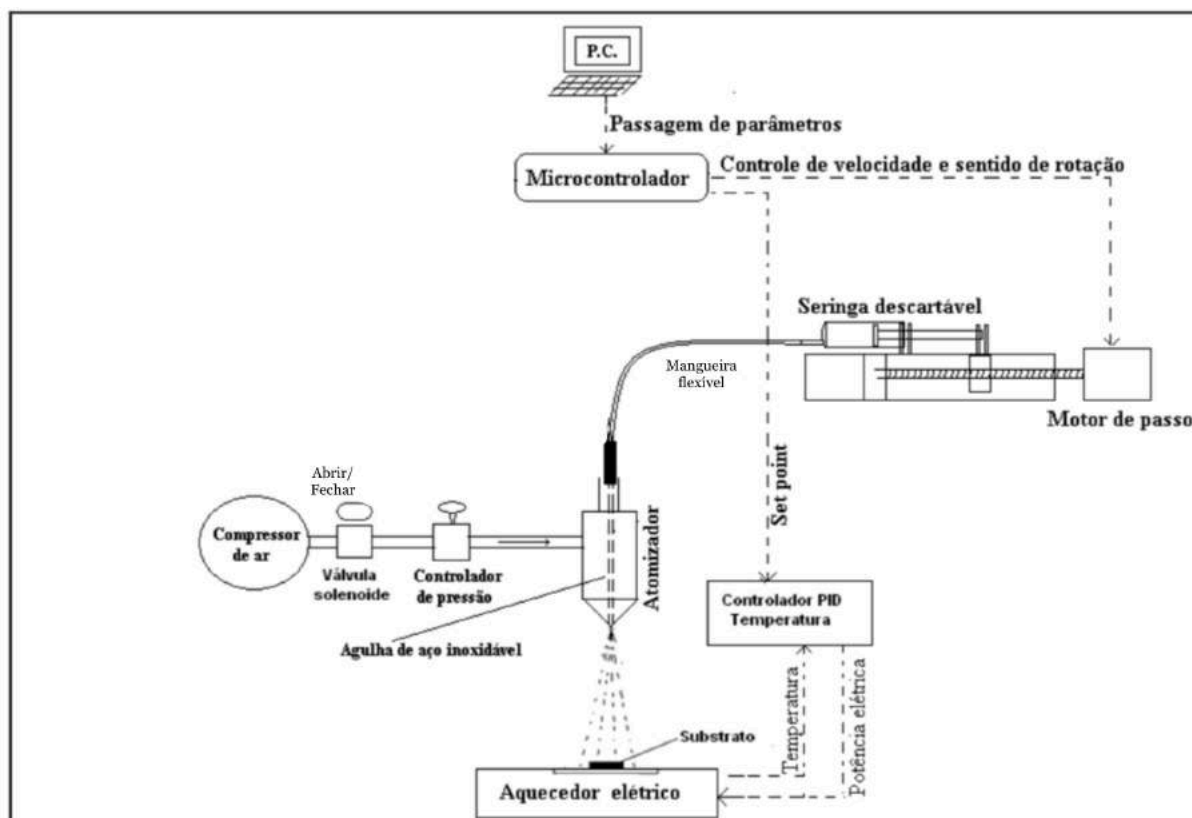 P.C.
Passagem de parâmetros
Microcontrolador
Controle de velocidade e sentido de rotação
Seringa descartável
Mangueira
flexível
Motor de passo
Set point
Abrir/
Fechar
Compressor
de ar
Válvula
solenoide
Controlador
de pressão
Atomizador
Agulha de aço inoxidável
Controlador PID
Temperatura
Temperatura
Potência elétrica
Substrato
Aquecedor elétrico